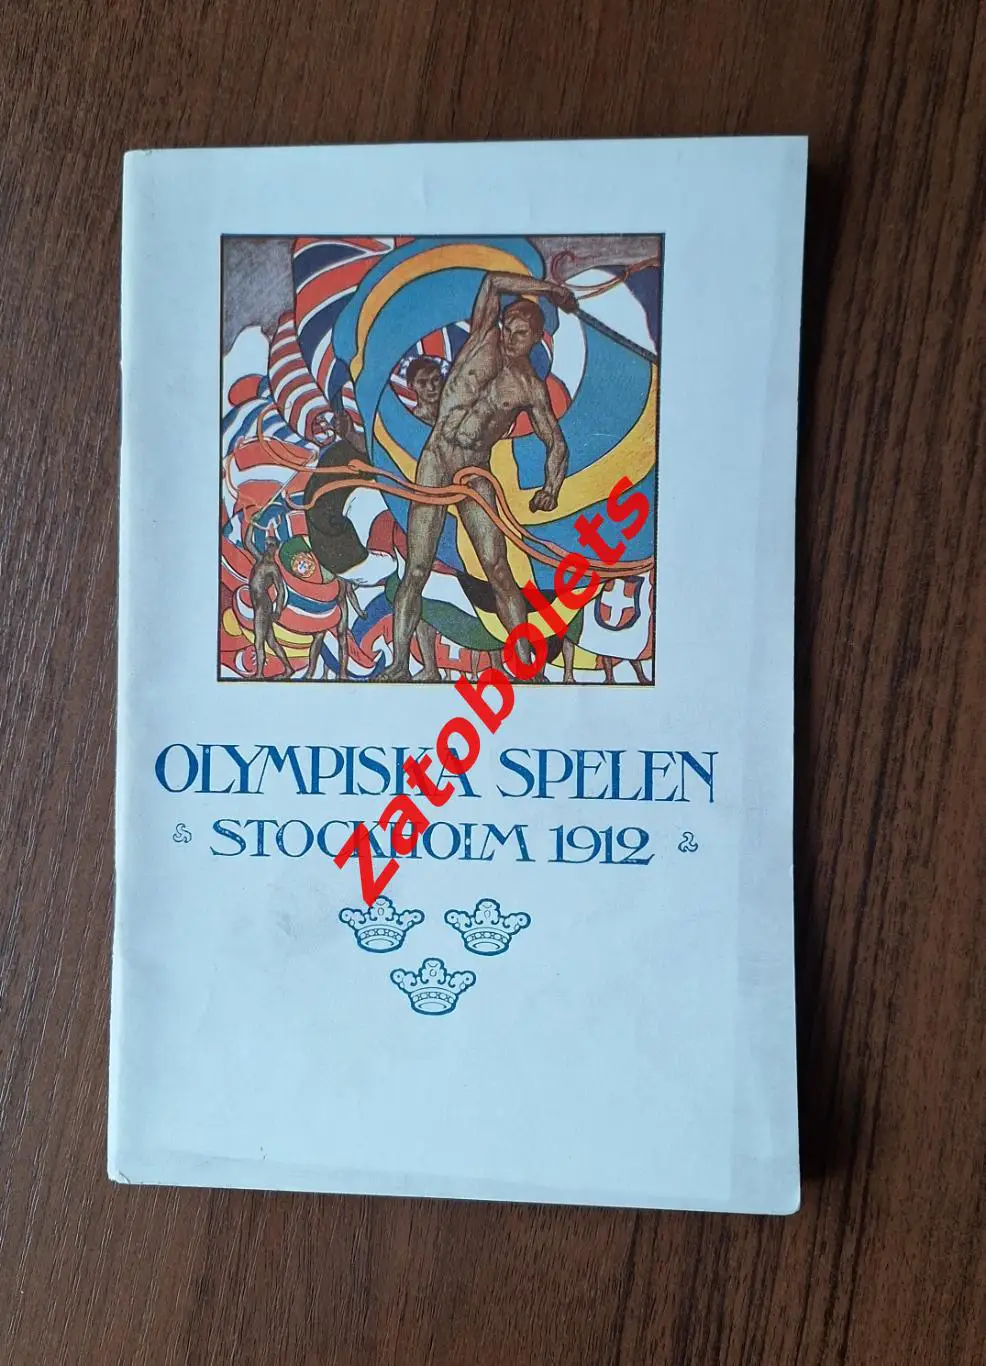 OLYMPISKA SPELEN
STOCKHOLM 1912
Zatobolets